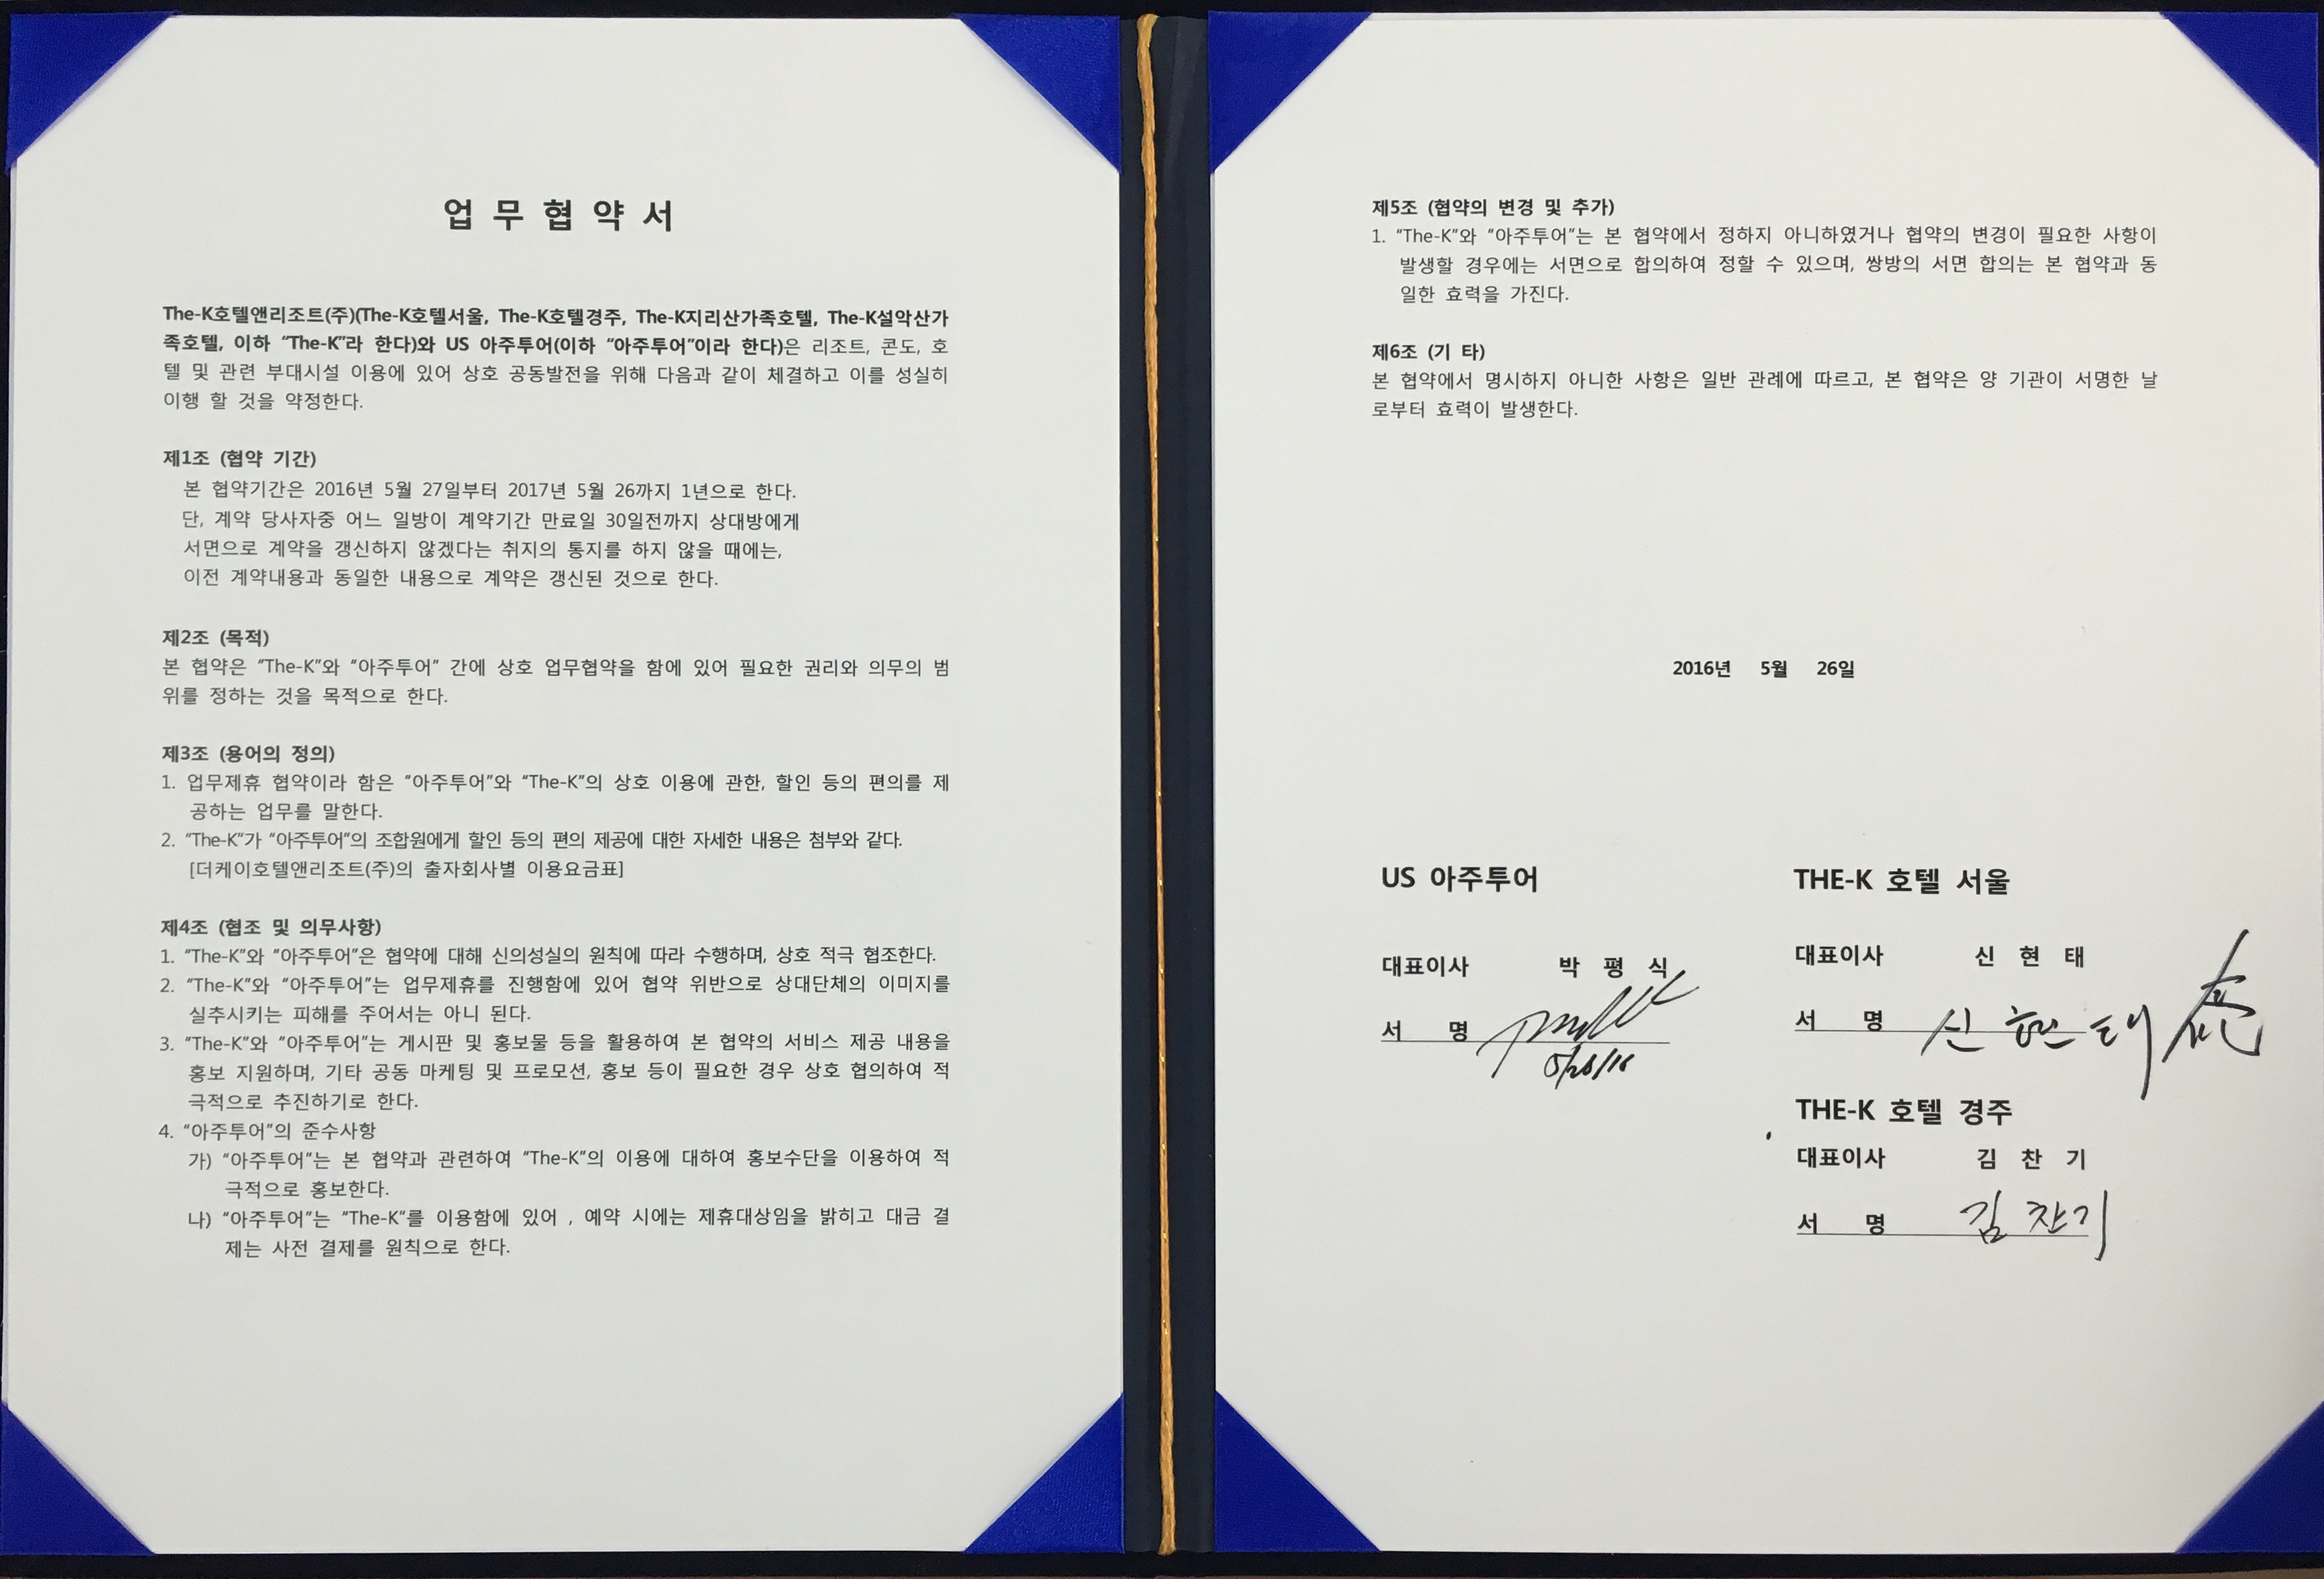 업 무 협 약 서
The-K호텔앤리조트(주)(The-K호텔서울, The-K호텔경주, The-K지리산가족호텔, The-K설악산가
족호텔, 이하 “The-K”라 한다)와 US 아주투어(이하 “아주투어”이라 한다)은 리조트, 콘도, 호
텔 및 관련 부대시설 이용에 있어 상호 공동발전을 위해 다음과 같이 체결하고 이를 성실히
이행 할 것을 약정한다.
제1조 (협약 기간)
본 협약기간은 2016년 5월 27일부터 2017년 5월 26까지 1년으로 한다.
단, 계약 당사자중 어느 일방이 계약기간 만료일 30일전까지 상대방에게
서면으로 계약을 갱신하지 않겠다는 취지의 통지를 하지 않을 때에는,
이전 계약내용과 동일한 내용으로 계약은 갱신된 것으로 한다.
제2조 (목적)
본 협약은 “The-K”와 “아주투어” 간에 상호 업무협약을 함에 있어 필요한 권리와 의무의 범
위를 정하는 것을 목적으로 한다.
제3조 (용어의 정의)
1. 업무제휴 협약이라 함은 “아주투어”와 “The-K”의 상호 이용에 관한, 할인 등의 편의를 제
공하는 업무를 말한다.
2. “The-K”가 “아주투어”의 조합원에게 할인 등의 편의 제공에 대한 자세한 내용은 첨부와 같다.
[더케이호텔앤리조트(주)의 출자회사별 이용요금표]
제4조 (협조 및 의무사항)
1. “The-K”와 “아주투어”은 협약에 대해 신의성실의 원칙에 따라 수행하며, 상호 적극 협조한다.
2. “The-K”와 “아주투어”는 업무제휴를 진행함에 있어 협약 위반으로 상대단체의 이미지를
실추시키는 피해를 주어서는 아니 된다.
3. “The-K”와 “아주투어”는 게시판 및 홍보물 등을 활용하여 본 협약의 서비스 제공 내용을
홍보 지원하며, 기타 공동 마케팅 및 프로모션, 홍보 등이 필요한 경우 상호 협의하여 적
극적으로 추진하기로 한다.
4. “아주투어”의 준수사항
가) “아주투어”는 본 협약과 관련하여 “The-K”의 이용에 대하여 홍보수단을 이용하여 적
극적으로 홍보한다.
나) “아주투어”는 “The-K”를 이용함에 있어 , 예약 시에는 제휴대상임을 밝히고 대금 결
제는 사전 결제를 원칙으로 한다.
제5조 (협약의 변경 및 추가)
1. “The-K”와 “아주투어”는 본 협약에서 정하지 아니하였거나 협약의 변경이 필요한 사항이
발생할 경우에는 서면으로 합의하여 정할 수 있으며, 쌍방의 서면 합의는 본 협약과 동
일한 효력을 가진다.
제6조 (기 타)
본 협약에서 명시하지 아니한 사항은 일반 관례에 따르고, 본 협약은 양 기관이 서명한 날
로부터 효력이 발생한다.
2016년 5월 26일
US 아주투어
대표이사 박 평 식
서 명
5/26/16
THE-K 호텔 서울
대표이사 신 현 태
서 명 신 현 태
THE-K 호텔 경주
대표이사 김 찬 기
서 명 김 찬 기